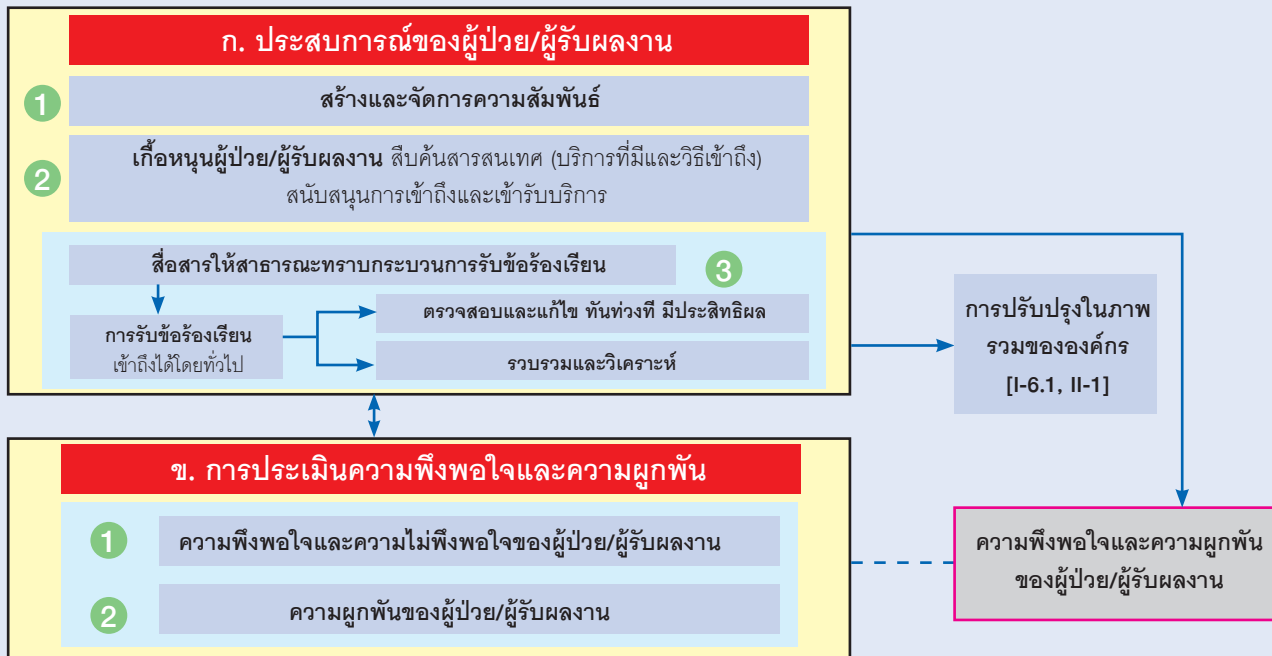 ก. ประสบการณ์ของผู้ป่วย/ผู้รับผลงาน
1
สร้างและจัดการความสัมพันธ์
2
เกื้อหนุนผู้ป่วย/ผู้รับผลงาน สืบค้นสารสนเทศ (บริการที่มีและวิธีเข้าถึง)
สนับสนุนการเข้าถึงและเข้ารับบริการ
สื่อสารให้สาธารณะทราบกระบวนการรับข้อร้องเรียน
3
การรับข้อร้องเรียน
เข้าถึงได้โดยทั่วไป
ตรวจสอบและแก้ไข ทันท่วงที มีประสิทธิผล
รวบรวมและวิเคราะห์
การปรับปรุงในภาพ
รวมขององค์กร
[I-6.1, II-1]
ข. การประเมินความพึงพอใจและความผูกพัน
1
ความพึงพอใจและความไม่พึงพอใจของผู้ป่วย/ผู้รับผลงาน
2
ความผูกพันของผู้ป่วย/ผู้รับผลงาน
ความพึงพอใจและความผูกพัน
ของผู้ป่วย/ผู้รับผลงาน